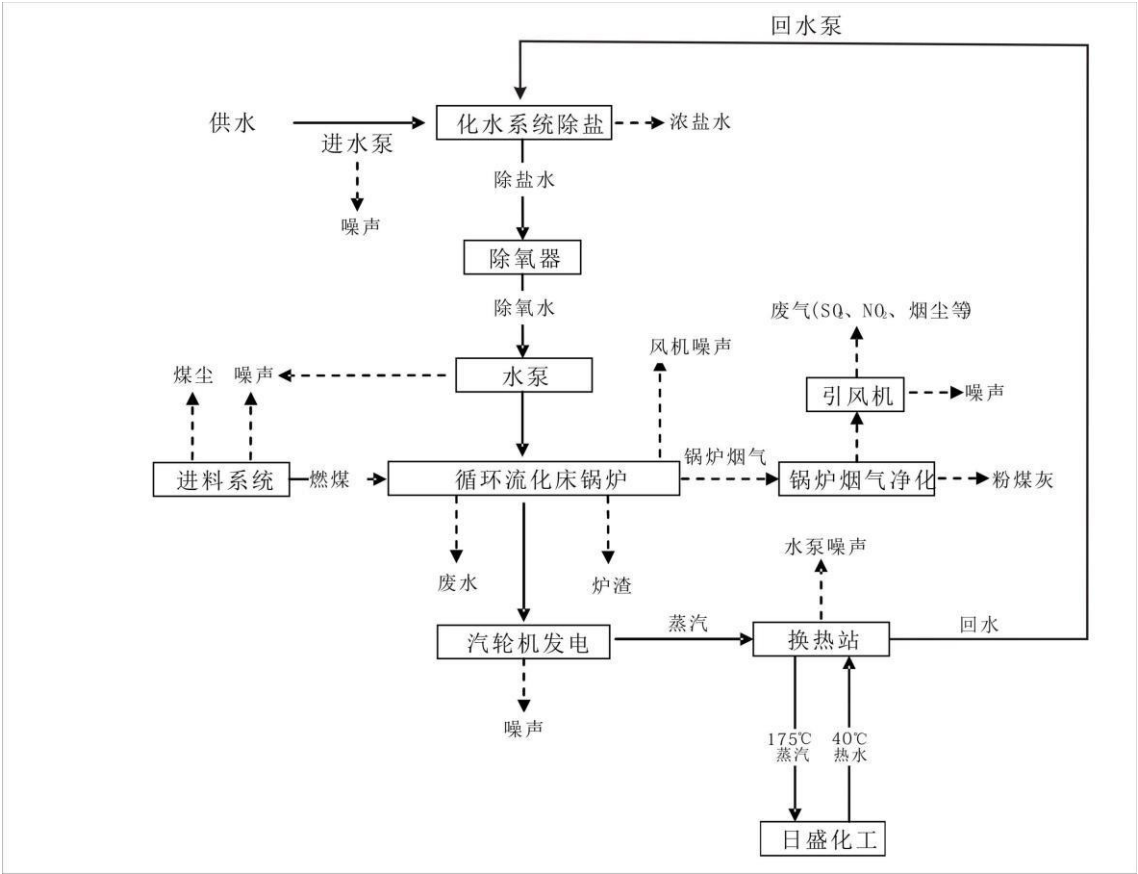 回水泵
供水
进水泵
噪声
化水系统除盐
浓盐水
除盐水
除氧器
除氧水
水泵
煤尘
噪声
进料系统
燃煤
循环流化床锅炉
风机噪声
锅炉烟气
废气(SO₂、NO₂、烟尘等)
引风机
噪声
锅炉烟气净化
粉煤灰
废水
炉渣
水泵噪声
汽轮机发电
蒸汽
换热站
回水
噪声
175℃
蒸汽
40℃
热水
日盛化工